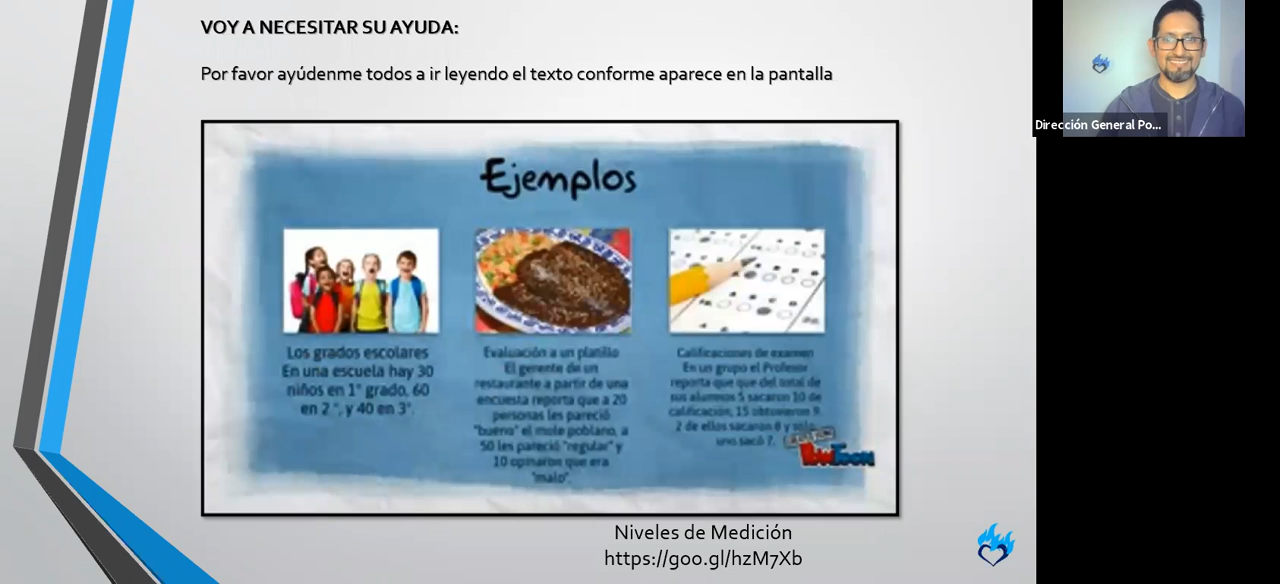 VOY A NECESITAR SU AYUDA:
Por favor ayúdenme todos a ir leyendo el texto conforme aparece en la pantalla
Dirección General Po...
Ejemplos
Los grados escolares
En una escuela hay 30
niños en 1° grado, 60
en 2 °, y 40 en 3°.
Evaluación a un platillo
El gerente de un
restaurante a partir de una
encuesta reporta que a 20
personas les pareció
"bueno" el mole poblano, a
50 les pareció "regular" y
10 opinaron que era
"malo".
Calificaciones de examen
En un grupo el Profesor
reporta que que del total de
sus alumnos 5 sacaron 10 de
calificación, 15 obtuvieron 9,
2 de ellos sacaron 8 y solo
uno sacó 7.
POWTOON
Niveles de Medición
https://goo.gl/hzM7Xb